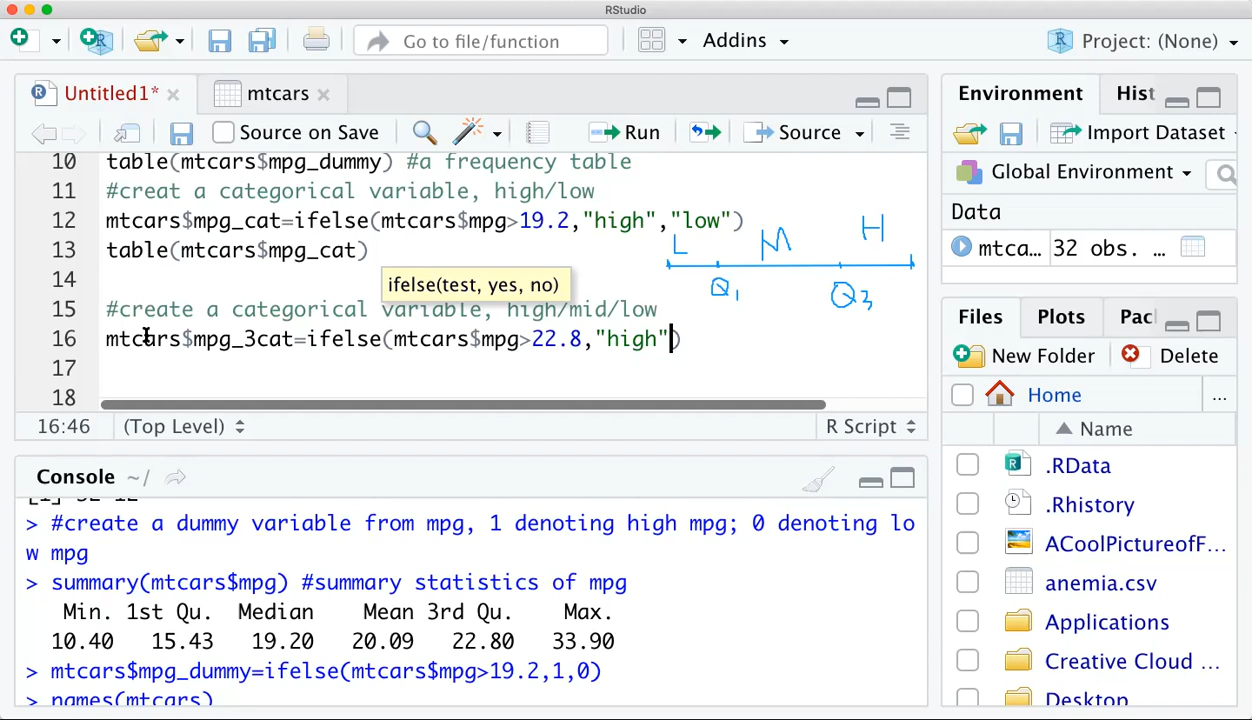 RStudio
Go to file/function
Addins
Project: (None)
Untitled1*
mtcars
Source on Save
Run
Source
10 table(mtcars$mpg_dummy) #a frequency table
11 #creat a categorical variable, high/low
12 mtcars$mpg_cat=ifelse(mtcars$mpg>19.2,"high","low")
13 table(mtcars$mpg_cat)
L M H
14
ifelse(test, yes, no)
Q1 Q3
15 #create a categorical variable, high/mid/low
16 mtcars$mpg_3cat=ifelse(mtcars$mpg>22.8,"high")
17
18
16:46 (Top Level) R Script
Console ~/
> #create a dummy variable from mpg, 1 denoting high mpg; 0 denoting lo
w mpg
> summary(mtcars$mpg) #summary statistics of mpg
Min. 1st Qu. Median Mean 3rd Qu. Max.
10.40 15.43 19.20 20.09 22.80 33.90
> mtcars$mpg_dummy=ifelse(mtcars$mpg>19.2,1,0)
> names(mtcars)
Environment Hist
Import Dataset
Global Environment
Data
mtca... 32 obs. ...
Files Plots Pac
New Folder Delete
Home ...
Name
.RData
.Rhistory
ACoolPictureofF...
anemia.csv
Applications
Creative Cloud ...
Desktop